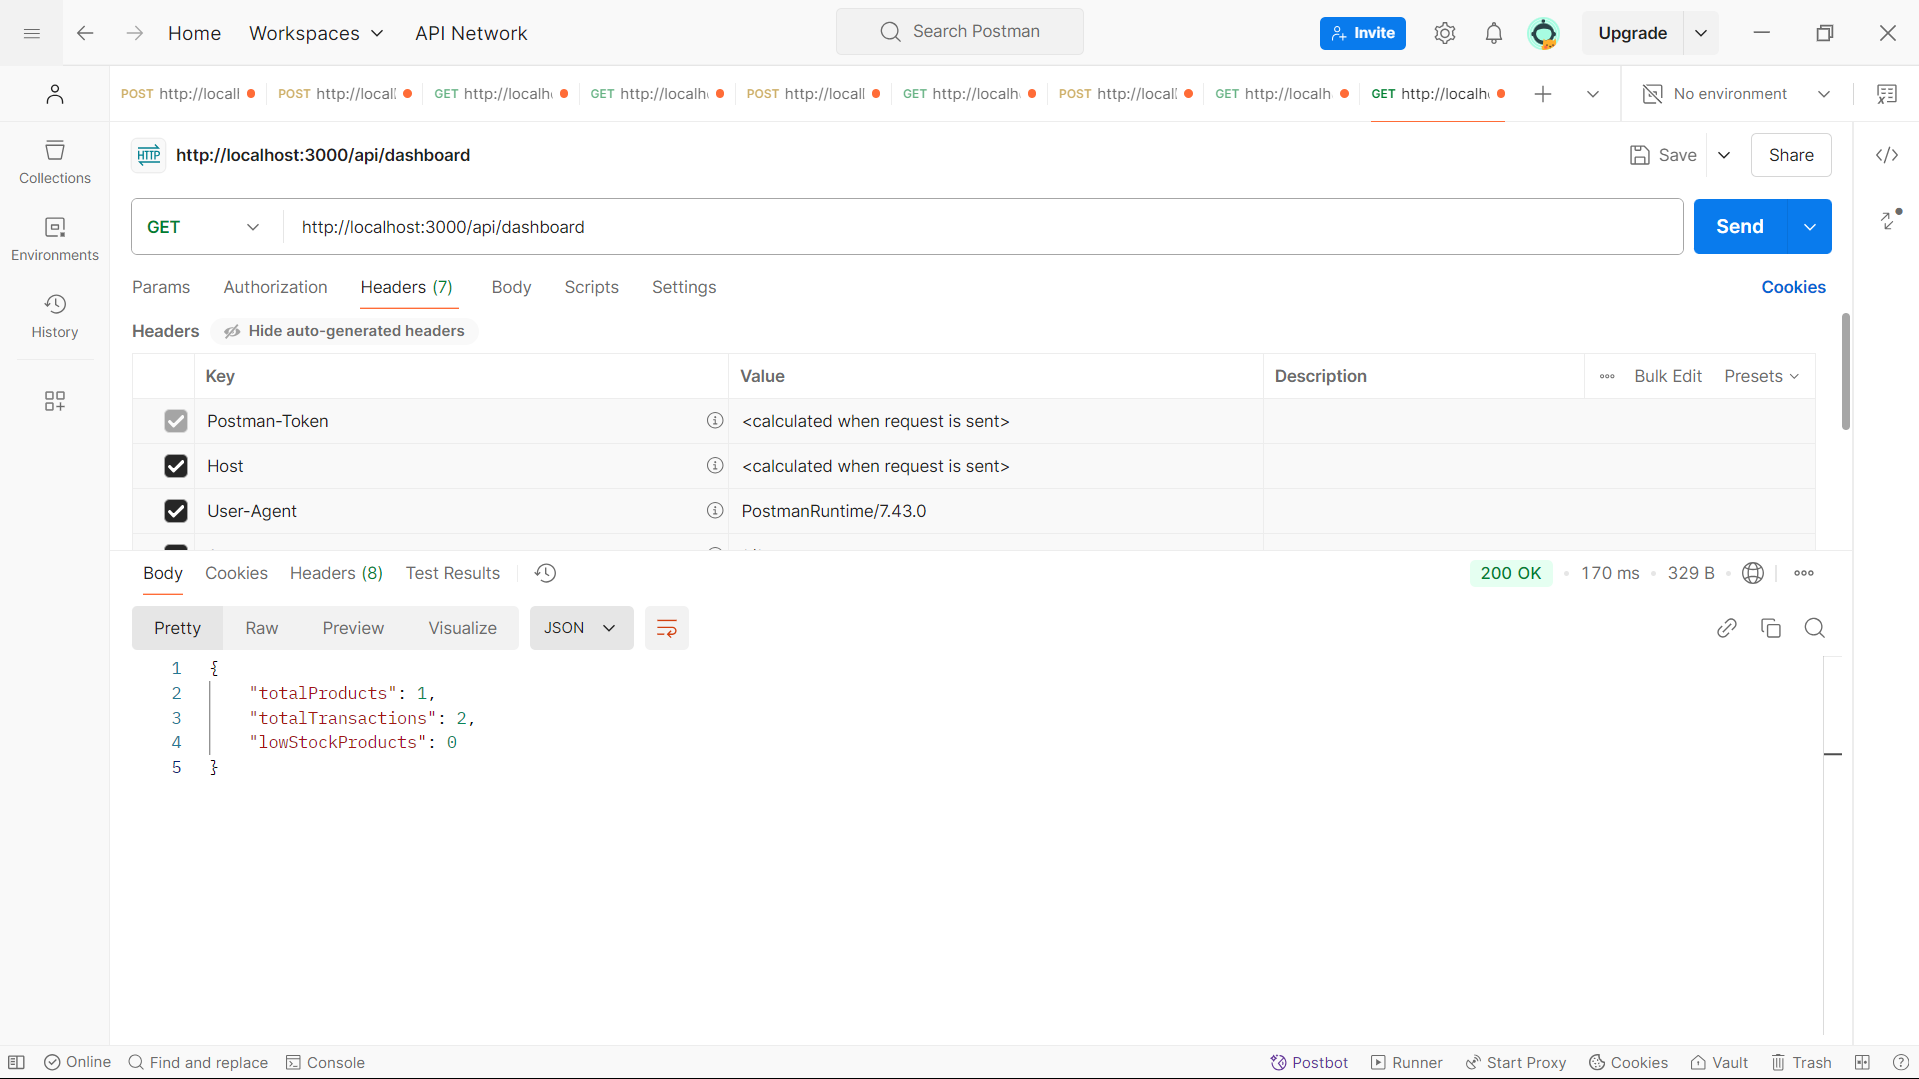 Home Workspaces API Network Search Postman Invite Upgrade
POST http://locall POST http://local GET http://localh GET http://localh POST http://locall GET http://localh POST http://local GET http://localh GET http://localh No environment
HTTP http://localhost:3000/api/dashboard Save Share
GET http://localhost:3000/api/dashboard Send
Collections
Environments
History
Params Authorization Headers (7) Body Scripts Settings Cookies
Headers Hide auto-generated headers
Key Value Description Bulk Edit Presets
Postman-Token <calculated when request is sent>
Host <calculated when request is sent>
User-Agent PostmanRuntime/7.43.0
Body Cookies Headers (8) Test Results 200 OK 170 ms 329 B
Pretty Raw Preview Visualize JSON
1 {
2 "totalProducts": 1,
3 "totalTransactions": 2,
4 "lowStockProducts": 0
5 }
Online Find and replace Console Postbot Runner Start Proxy Cookies Vault Trash